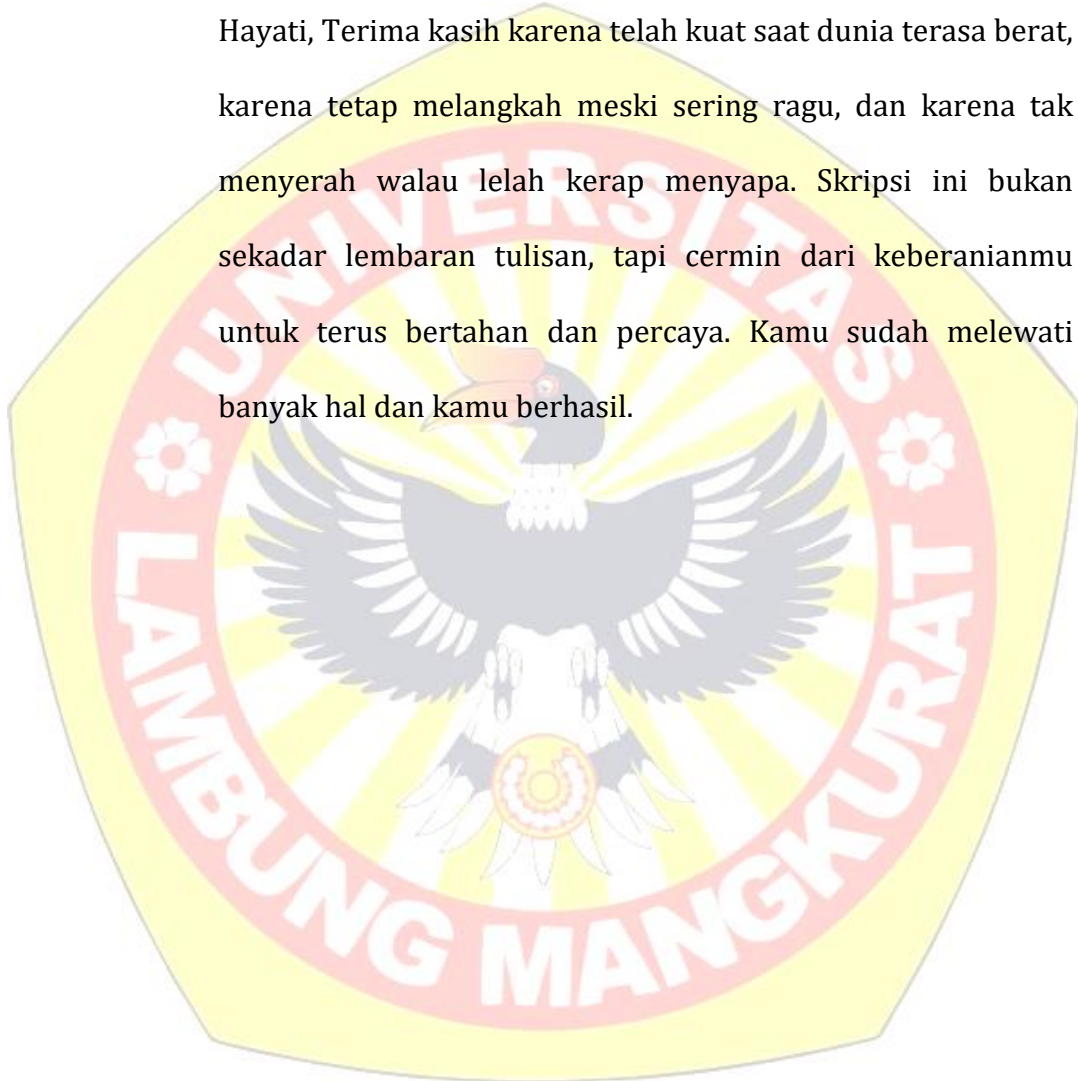 Hayati, Terima kasih karena telah kuat saat dunia terasa berat,
karena tetap melangkah meski sering ragu, dan karena tak
menyerah walau lelah kerap menyapa. Skripsi ini bukan
sekadar lembaran tulisan, tapi cermin dari keberanianmu
untuk terus bertahan dan percaya. Kamu sudah melewati
banyak hal dan kamu berhasil.
UNIVERSITAS
LAMBUNG MANGKURAT